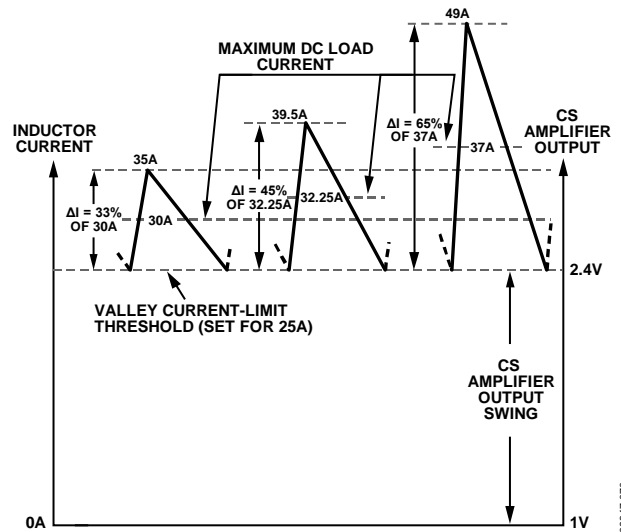 49A
MAXIMUM DC LOAD
CURRENT
39.5A
ΔI = 65%
OF 37A
INDUCTOR
CURRENT
CS
AMPLIFIER
OUTPUT
35A
37A
ΔI = 45%
OF 32.25A
32.25A
ΔI = 33%
OF 30A
30A
2.4V
VALLEY CURRENT-LIMIT
THRESHOLD (SET FOR 25A)
CS
AMPLIFIER
OUTPUT
SWING
0A
1V